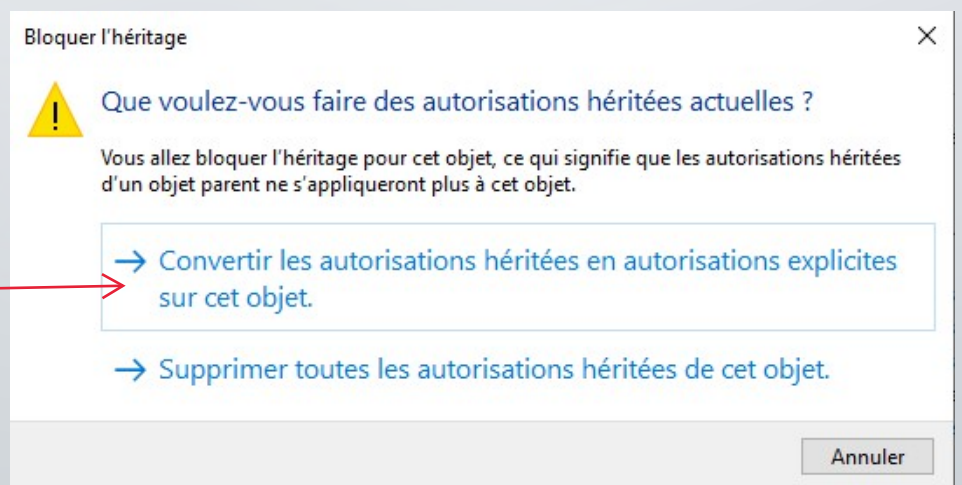 Bloquer l'héritage
Que voulez-vous faire des autorisations héritées actuelles ?
Vous allez bloquer l'héritage pour cet objet, ce qui signifie que les autorisations héritées
d'un objet parent ne s'appliqueront plus à cet objet.
Convertir les autorisations héritées en autorisations explicites
sur cet objet.
Supprimer toutes les autorisations héritées de cet objet.
Annuler